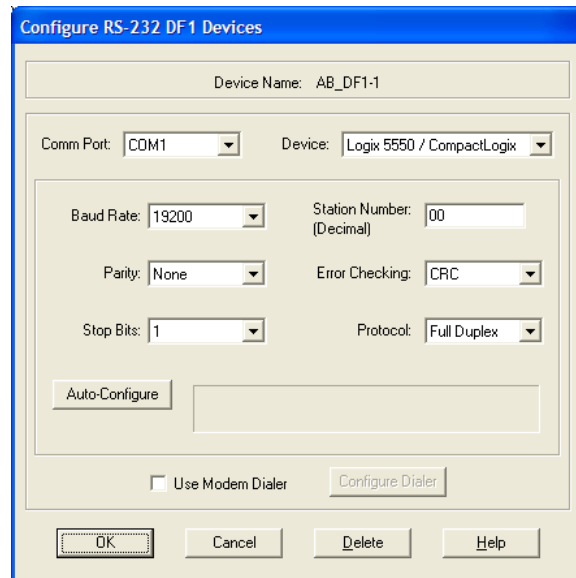 Configure RS-232 DF1 Devices
Device Name: AB_DF1-1
Comm Port: COM1 Device: Logix 5550 / CompactLogix
Baud Rate: 19200 Station Number: 00
(Decimal)
Parity: None Error Checking: CRC
Stop Bits: 1 Protocol: Full Duplex
Auto-Configure
Use Modem Dialer Configure Dialer
OK Cancel Delete Help